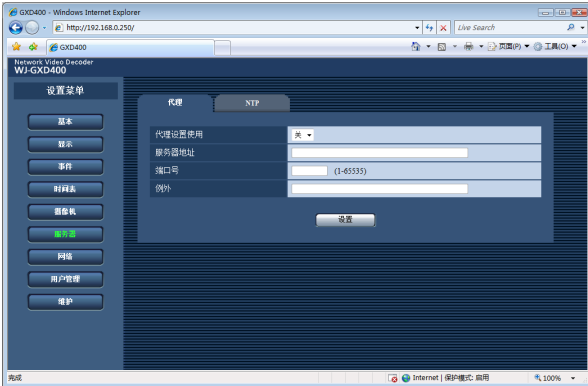 GXD400 - Windows Internet Explorer
http://192.168.0.250/
Live Search
GXD400
页面(P)
工具(O)
Network Video Decoder
WJ-GXD400
设置菜单
基本
显示
事件
时间表
摄像机
服务器
网络
用户管理
维护
代理
NTP
代理设置使用
关
服务器地址
端口号
(1-65535)
例外
设置
完成
Internet | 保护模式: 启用
100%